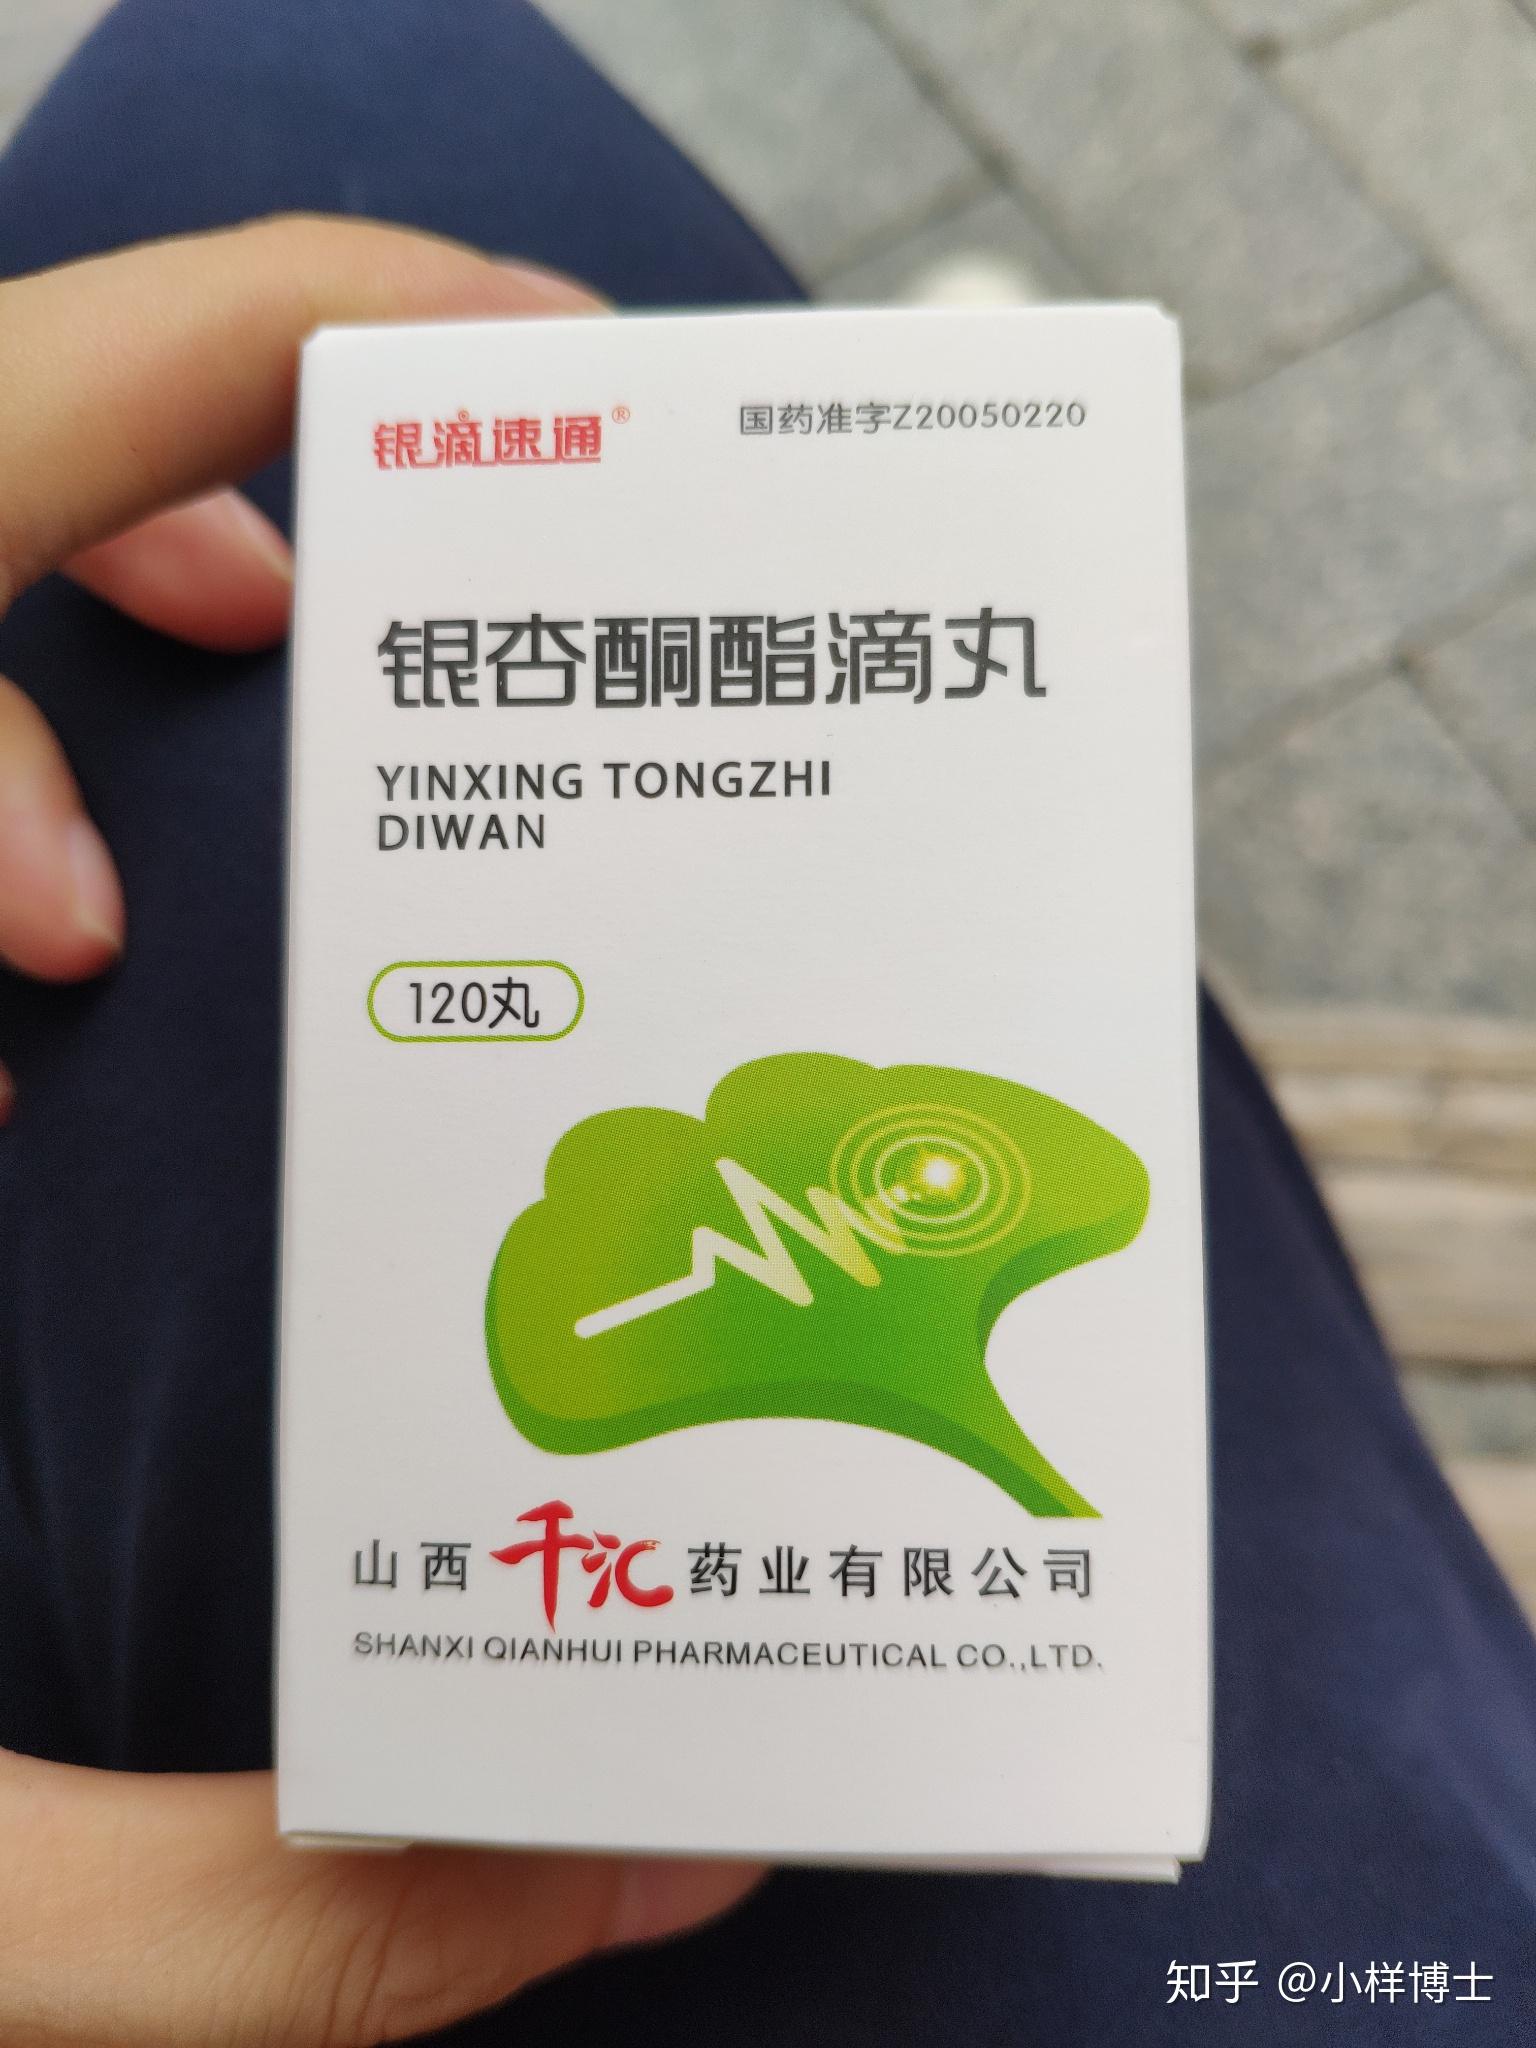 银滴速通®
国药准字Z20050220
银杏酮酯滴丸
YINXING TONGZHI
DIWAN
120丸
山西千汇药业有限公司
SHANXI QIANHUI PHARMACEUTICAL CO.,LTD.
知乎 @小样博士